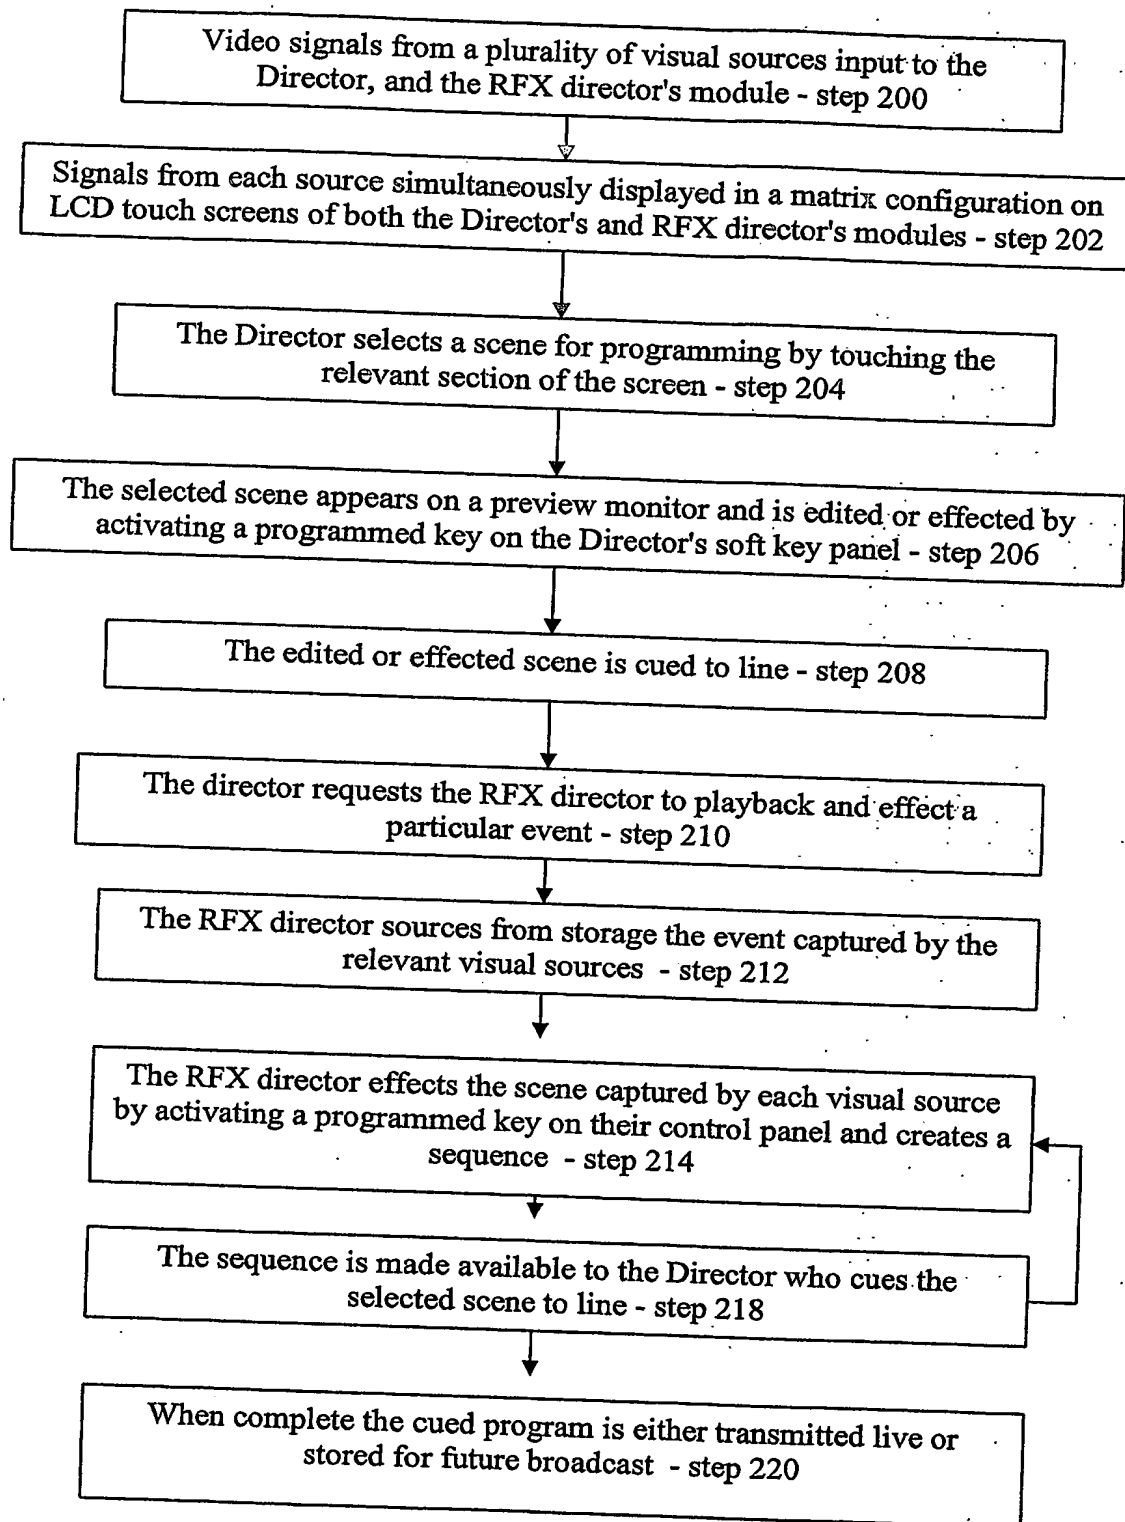 Video signals from a plurality of visual sources input to the
Director, and the RFX director's module - step 200
Signals from each source simultaneously displayed in a matrix configuration on
LCD touch screens of both the Director's and RFX director's modules - step 202
The Director selects a scene for programming by touching the
relevant section of the screen - step 204
The selected scene appears on a preview monitor and is edited or effected by
activating a programmed key on the Director's soft key panel - step 206
The edited or effected scene is cued to line - step 208
The director requests the RFX director to playback and effect a
particular event - step 210
The RFX director sources from storage the event captured by the
relevant visual sources - step 212
The RFX director effects the scene captured by each visual source
by activating a programmed key on their control panel and creates a
sequence - step 214
The sequence is made available to the Director who cues the
selected scene to line - step 218
When complete the cued program is either transmitted live or
stored for future broadcast - step 220